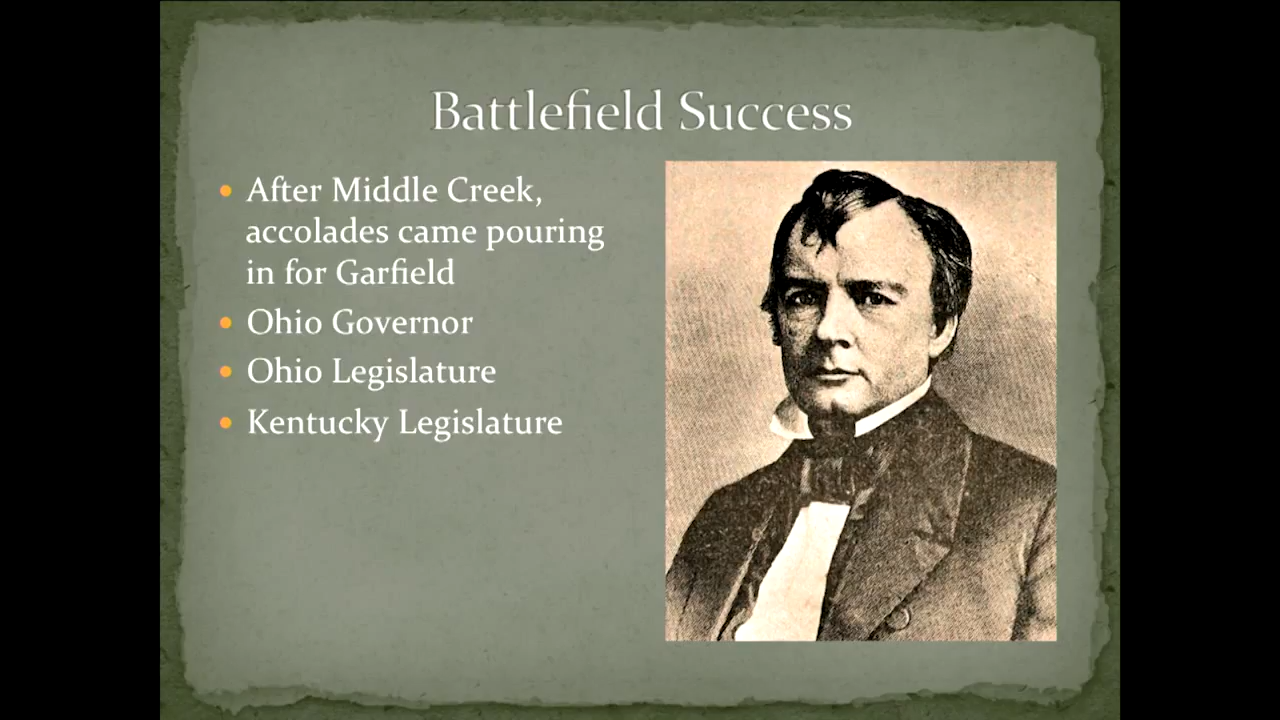 Battlefield Success
• After Middle Creek,
accolades came pouring
in for Garfield
• Ohio Governor
• Ohio Legislature
• Kentucky Legislature